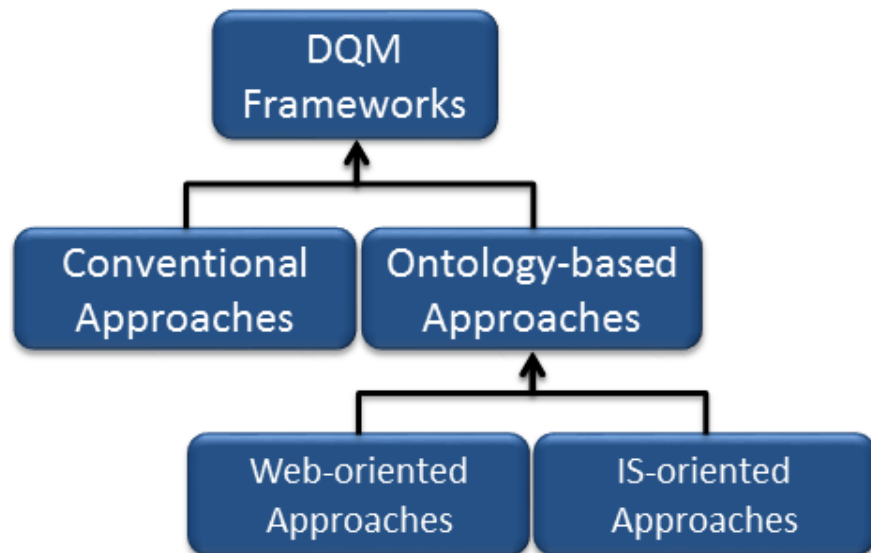 DQM
Frameworks
Conventional
Approaches
Ontology-based
Approaches
Web-oriented
Approaches
IS-oriented
Approaches